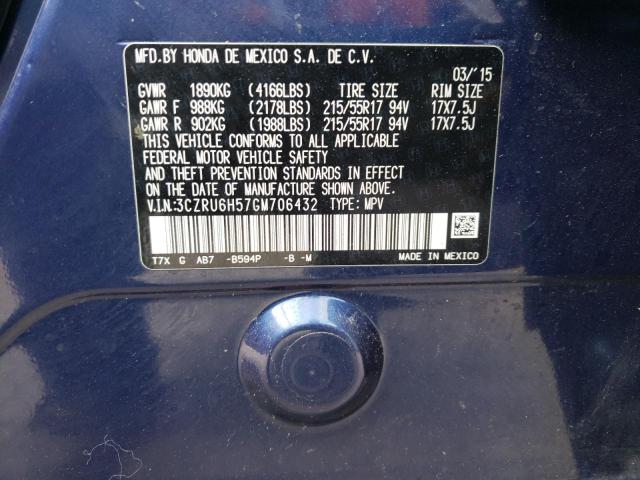 MFD.BY HONDA DE MEXICO S.A. DE C.V.
03/'15
GVWR 1890KG (4166LBS) TIRE SIZE RIM SIZE
GAWR F 988KG (2178LBS) 215/55R17 94V 17X7.5J
GAWR R 902KG (1988LBS) 215/55R17 94V 17X7.5J
THIS VEHICLE CONFORMS TO ALL APPLICABLE
FEDERAL MOTOR VEHICLE SAFETY
AND THEFT PREVENTION STANDARDS IN EFFECT
ON THE DATE OF MANUFACTURE SHOWN ABOVE.
V.I.N:3CZRU6H57GM706432 TYPE: MPV
T7X G AB7 -B594P -B -M MADE IN MEXICO